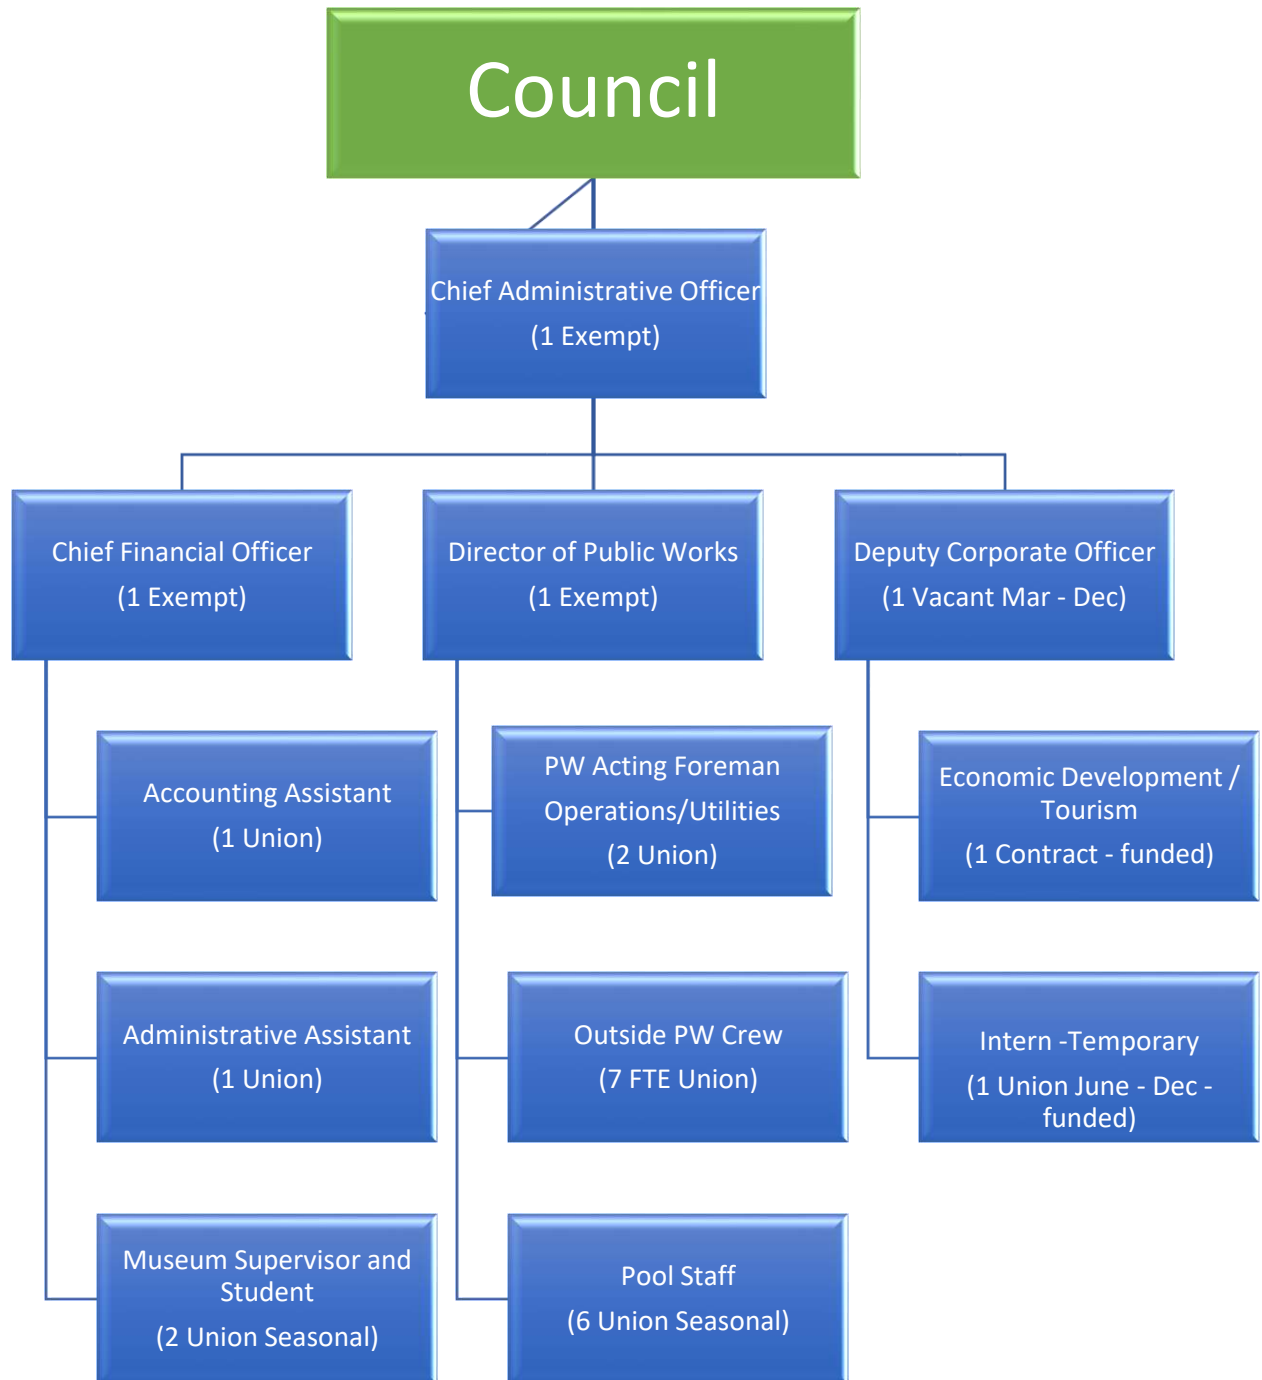 Council
Chief Administrative Officer
(1 Exempt)
Chief Financial Officer
(1 Exempt)
Director of Public Works
(1 Exempt)
Deputy Corporate Officer
(1 Vacant Mar - Dec)
Accounting Assistant
(1 Union)
PW Acting Foreman
Operations/Utilities
(2 Union)
Economic Development /
Tourism
(1 Contract - funded)
Administrative Assistant
(1 Union)
Outside PW Crew
(7 FTE Union)
Intern -Temporary
(1 Union June - Dec -
funded)
Museum Supervisor and
Student
(2 Union Seasonal)
Pool Staff
(6 Union Seasonal)